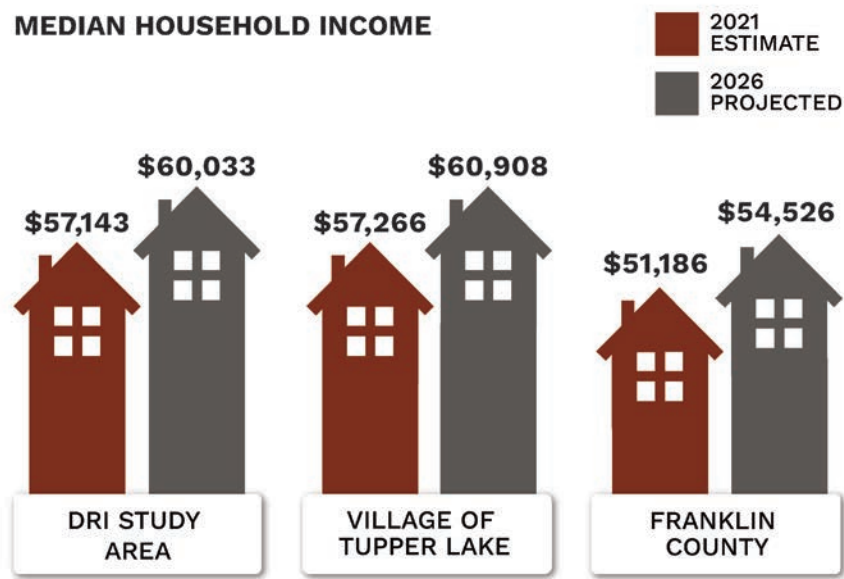 MEDIAN HOUSEHOLD INCOME
2021
ESTIMATE
2026
PROJECTED
$57,143
$60,033
$57,266
$60,908
$51,186
$54,526
DRI STUDY
AREA
VILLAGE OF
TUPPER LAKE
FRANKLIN
COUNTY